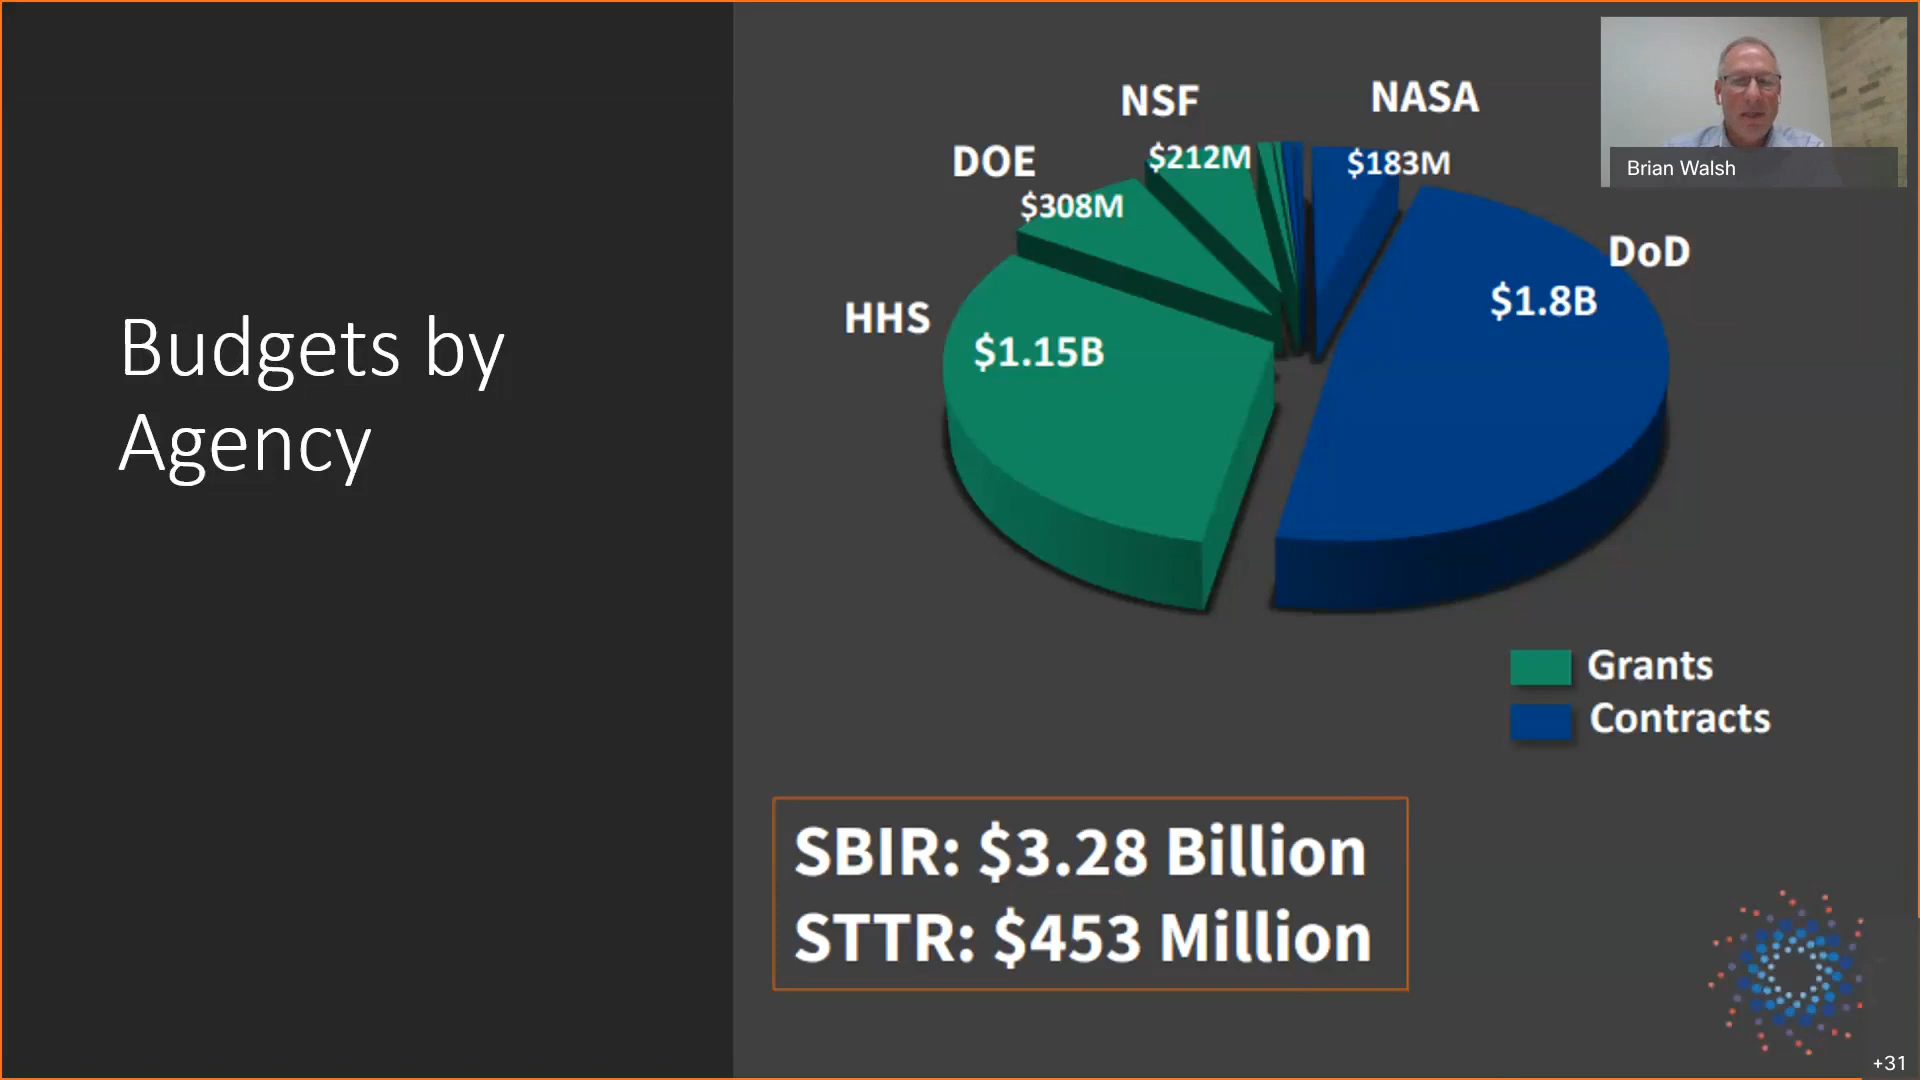 Budgets by
Agency
NSF
$212M
NASA
$183M
DOE
$308M
DoD
$1.8B
HHS
$1.15B
Grants
Contracts
SBIR: $3.28 Billion
STTR: $453 Million
Brian Walsh
+31